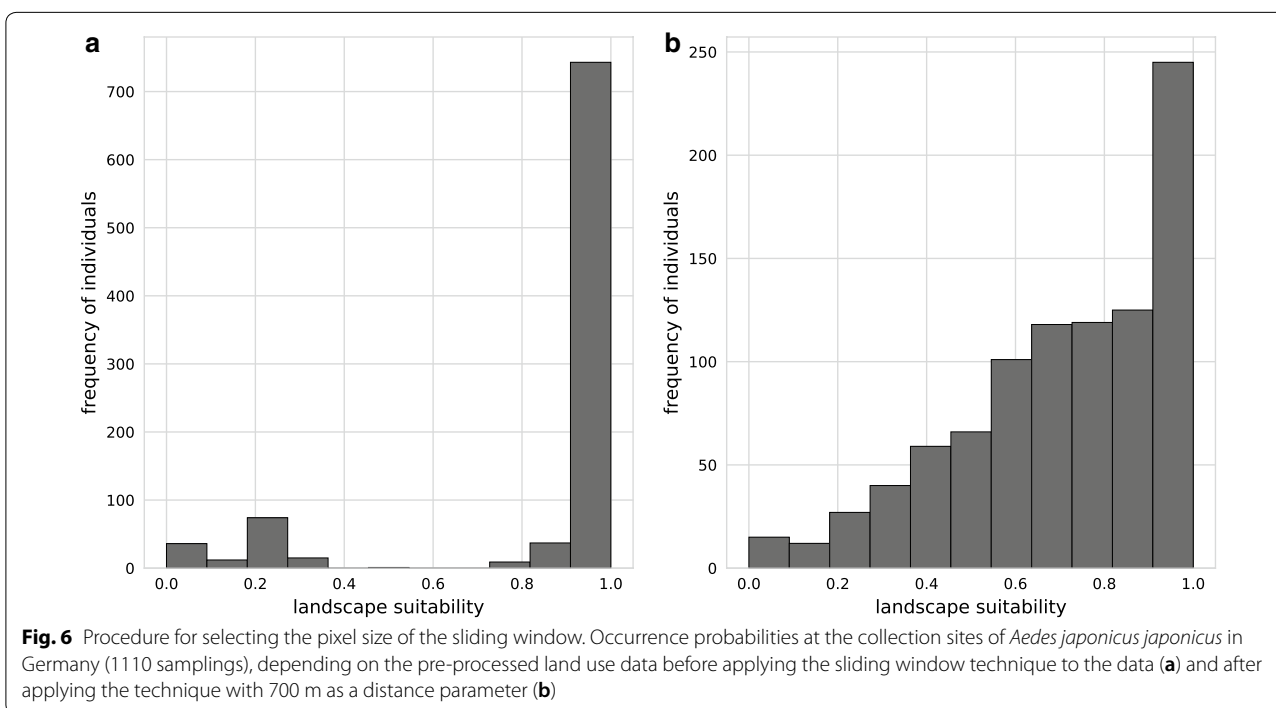 a
700
600
500
400
300
200
100
0
frequency of individuals
0.0 0.2 0.4 0.6 0.8 1.0
landscape suitability
b
250
200
150
100
50
0
frequency of individuals
0.0 0.2 0.4 0.6 0.8 1.0
landscape suitability
Fig. 6 Procedure for selecting the pixel size of the sliding window. Occurrence probabilities at the collection sites of Aedes japonicus japonicus in
Germany (1110 samplings), depending on the pre-processed land use data before applying the sliding window technique to the data (a) and after
applying the technique with 700 m as a distance parameter (b)